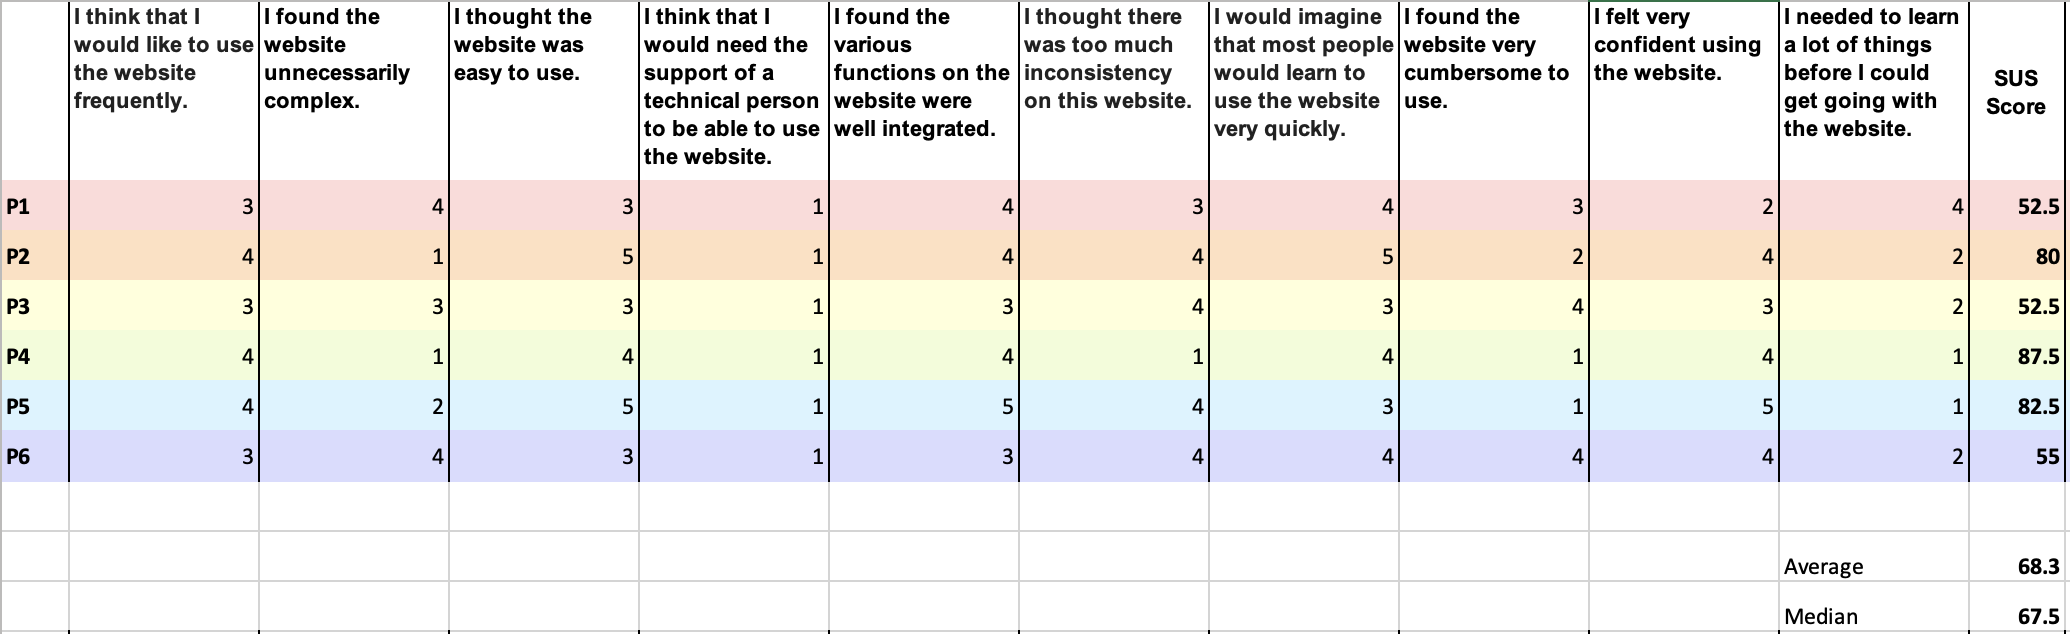 I think that I would like to use the website frequently.
I found the website unnecessarily complex.
I thought the website was easy to use.
I think that I would need the support of a technical person to be able to use the website.
I found the various functions on the website were well integrated.
I thought there was too much inconsistency on this website.
I would imagine that most people would learn to use the website very quickly.
I found the website very cumbersome to use.
I felt very confident using the website.
I needed to learn a lot of things before I could get going with the website.
SUS Score
P1 3 4 3 1 4 3 4 3 2 4 52.5
P2 4 1 5 1 4 4 5 2 4 2 80
P3 3 3 3 1 3 4 3 4 3 2 52.5
P4 4 1 4 1 4 1 4 1 4 1 87.5
P5 4 2 5 1 5 4 3 1 5 1 82.5
P6 3 4 3 1 3 4 4 4 4 2 55
Average 68.3
Median 67.5